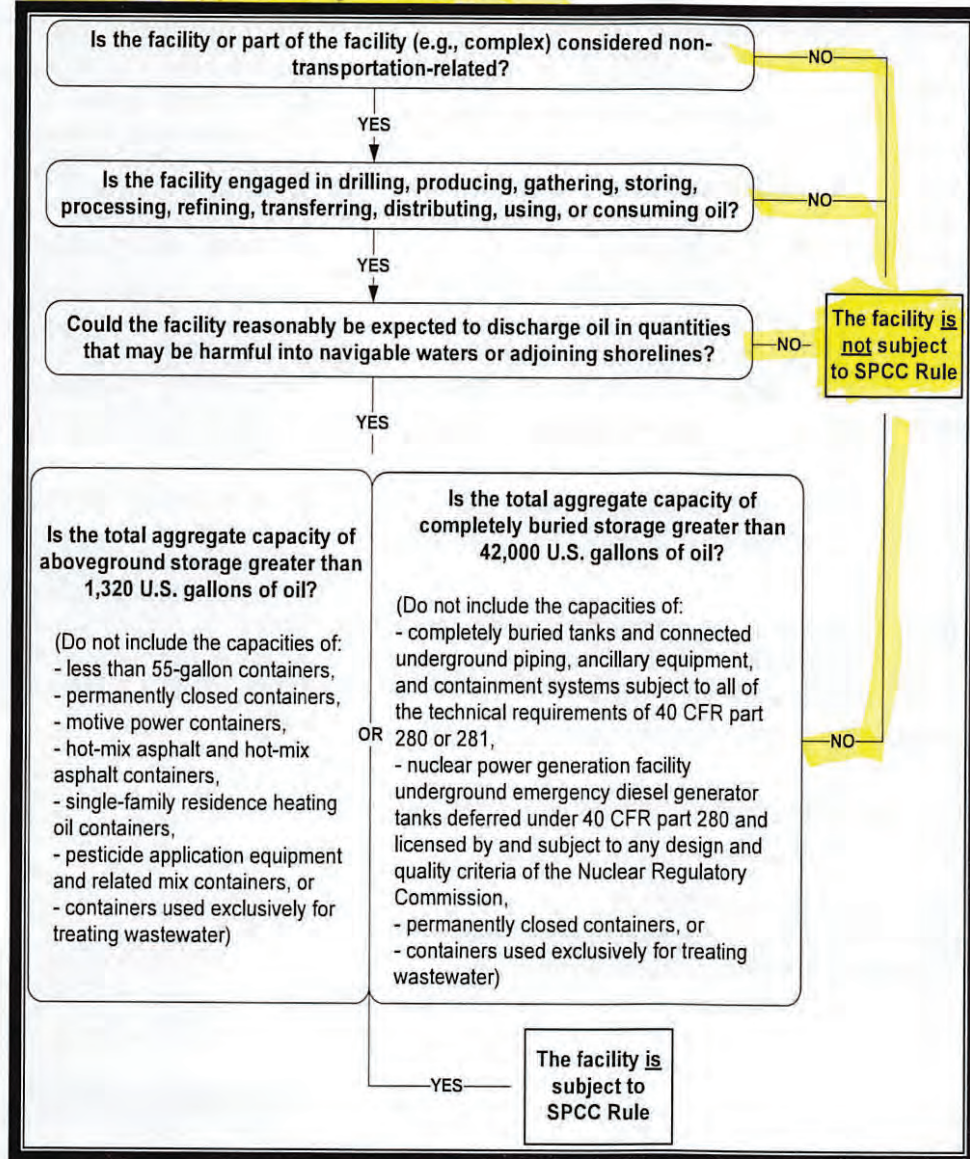 Is the facility or part of the facility (e.g., complex) considered non-
transportation-related?
NO
YES
Is the facility engaged in drilling, producing, gathering, storing,
processing, refining, transferring, distributing, using, or consuming oil?
NO
YES
Could the facility reasonably be expected to discharge oil in quantities
that may be harmful into navigable waters or adjoining shorelines?
NO
The facility is
not subject
to SPCC Rule
YES
Is the total aggregate capacity of
aboveground storage greater than
1,320 U.S. gallons of oil?
(Do not include the capacities of:
- less than 55-gallon containers,
- permanently closed containers,
- motive power containers,
- hot-mix asphalt and hot-mix
asphalt containers,
- single-family residence heating
oil containers,
- pesticide application equipment
and related mix containers, or
- containers used exclusively for
treating wastewater)
OR
Is the total aggregate capacity of
completely buried storage greater than
42,000 U.S. gallons of oil?
(Do not include the capacities of:
- completely buried tanks and connected
underground piping, ancillary equipment,
and containment systems subject to all of
the technical requirements of 40 CFR part
280 or 281,
- nuclear power generation facility
underground emergency diesel generator
tanks deferred under 40 CFR part 280 and
licensed by and subject to any design and
quality criteria of the Nuclear Regulatory
Commission,
- permanently closed containers, or
- containers used exclusively for treating
wastewater)
NO
YES
The facility is
subject to
SPCC Rule